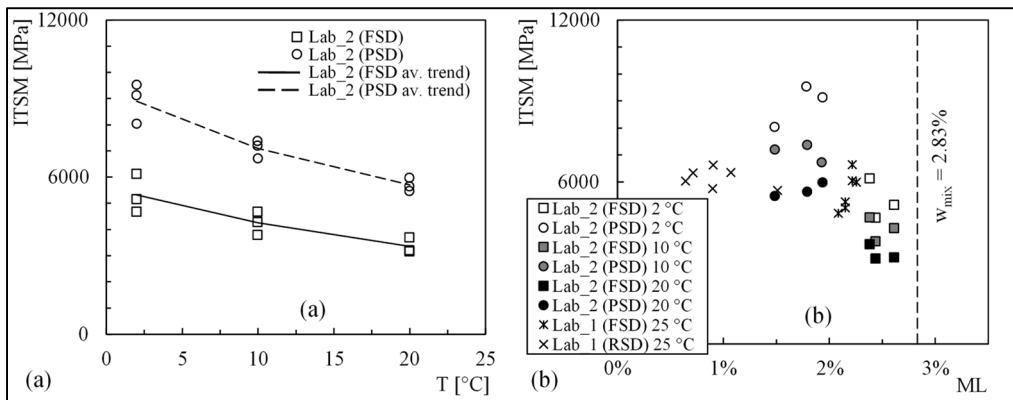 12000
ITSM [MPa]
Lab_2 (FSD)
Lab_2 (PSD)
Lab_2 (FSD av. trend)
Lab_2 (PSD av. trend)
6000
(a)
0
0 5 10 15 20 25
(a)
T [°C]
12000
ITSM [MPa]
6000
w_mix = 2.83%
Lab_2 (FSD) 2 °C
Lab_2 (PSD) 2 °C
Lab_2 (FSD) 10 °C
Lab_2 (PSD) 10 °C
Lab_2 (FSD) 20 °C
Lab_2 (PSD) 20 °C
Lab_1 (FSD) 25 °C
Lab_1 (RSD) 25 °C
(b)
0% 1% 2% 3%
(b)
ML